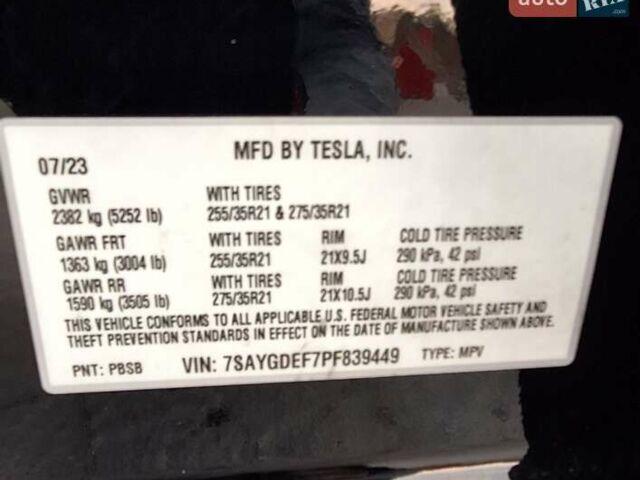 auto
RIA
07/23 MFD BY TESLA, INC.
GVWR WITH TIRES
2382 kg (5252 lb) 255/35R21 & 275/35R21
GAWR FRT WITH TIRES RIM COLD TIRE PRESSURE
1363 kg (3004 lb) 255/35R21 21X9.5J 290 kPa, 42 psi
GAWR RR WITH TIRES RIM COLD TIRE PRESSURE
1590 kg (3505 lb) 275/35R21 21X10.5J 290 kPa, 42 psi
THIS VEHICLE CONFORMS TO ALL APPLICABLE U.S. FEDERAL MOTOR VEHICLE SAFETY AND
THEFT PREVENTION STANDARDS IN EFFECT ON THE DATE OF MANUFACTURE SHOWN ABOVE.
PNT: PBSB VIN: 7SAYGDEF7PF839449 TYPE: MPV